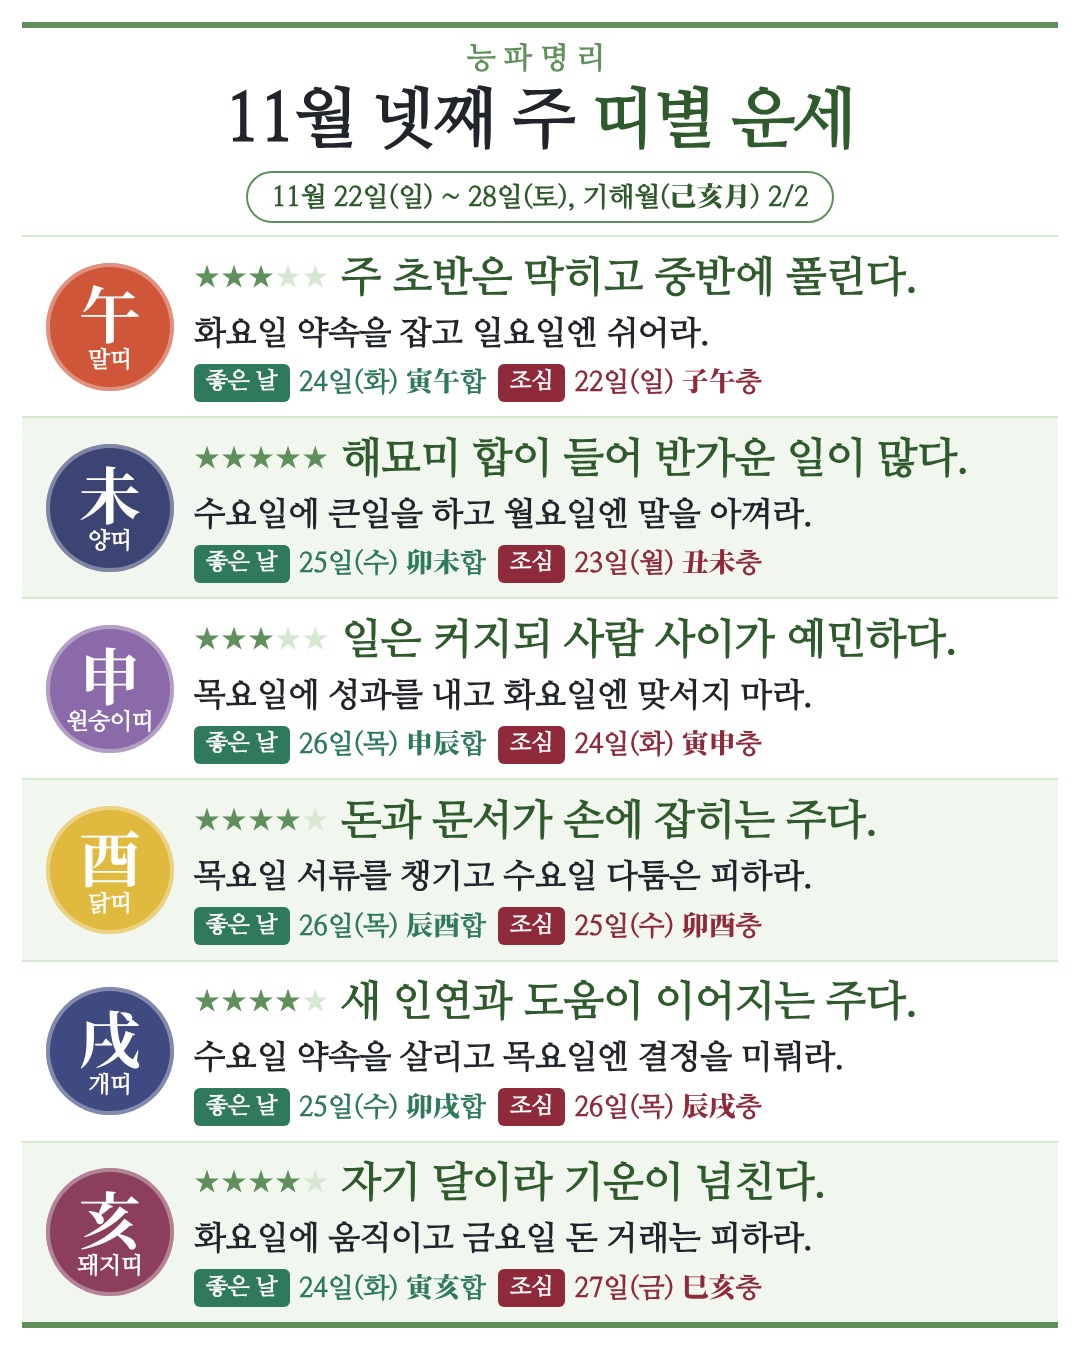 능파명리
11월 넷째 주 띠별 운세
11월 22일(일) ~ 28일(토), 기해월(己亥月) 2/2
午
말띠
★★★★★ 주 초반은 막히고 중반에 풀린다.
화요일 약속을 잡고 일요일엔 쉬어라.
좋은 날 24일(화) 寅午합 조심 22일(일) 子午충
未
양띠
★★★★★ 해묘미 합이 들어 반가운 일이 많다.
수요일에 큰일을 하고 월요일엔 말을 아껴라.
좋은 날 25일(수) 卯未합 조심 23일(월) 丑未충
申
원숭이띠
★★★★★ 일은 커지되 사람 사이가 예민하다.
목요일에 성과를 내고 화요일엔 맞서지 마라.
좋은 날 26일(목) 申辰합 조심 24일(화) 寅申충
酉
닭띠
★★★★★ 돈과 문서가 손에 잡히는 주다.
목요일 서류를 챙기고 수요일 다툼은 피하라.
좋은 날 26일(목) 辰酉합 조심 25일(수) 卯酉충
戌
개띠
★★★★★ 새 인연과 도움이 이어지는 주다.
수요일 약속을 살리고 목요일엔 결정을 미뤄라.
좋은 날 25일(수) 卯戌합 조심 26일(목) 辰戌충
亥
돼지띠
★★★★★ 자기 달이라 기운이 넘친다.
화요일에 움직이고 금요일 돈 거래는 피하라.
좋은 날 24일(화) 寅亥합 조심 27일(금) 巳亥충